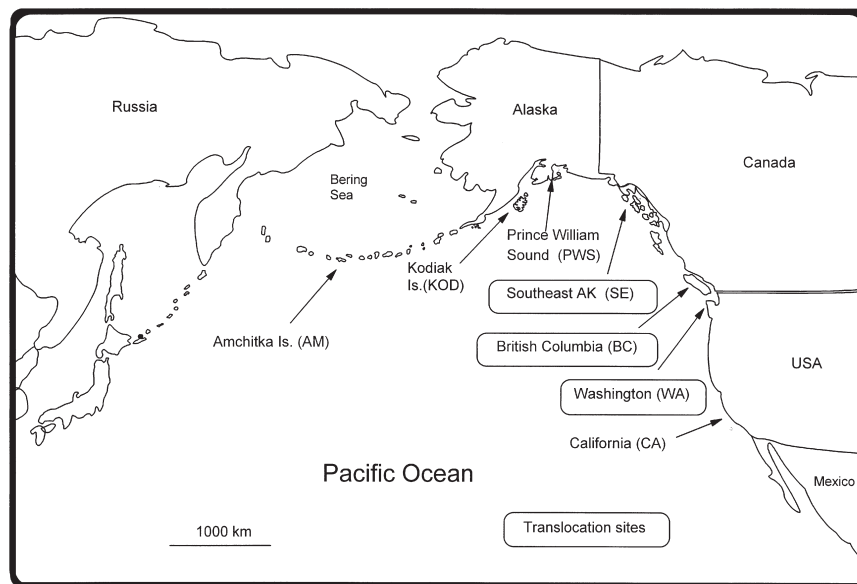 Russia
Alaska
Canada
Bering
Sea
Prince William
Sound (PWS)
Kodiak
Is.(KOD)
Southeast AK (SE)
Amchitka Is. (AM)
British Columbia (BC)
USA
Washington (WA)
California (CA)
Pacific Ocean
Mexico
1000 km
Translocation sites